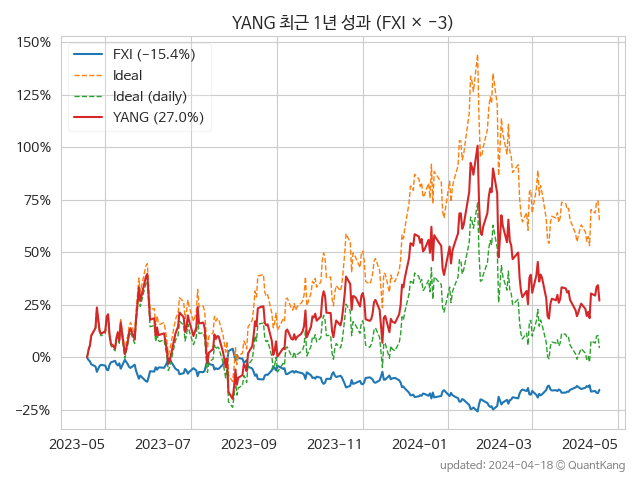 YANG 최근 1년 성과 (FXI × −3)
150%
125%
100%
75%
50%
25%
0%
−25%
FXI (−15.4%)
Ideal
Ideal (daily)
YANG (27.0%)
2023-05 2023-07 2023-09 2023-11 2024-01 2024-03 2024-05
updated: 2024-04-18 © QuantKang